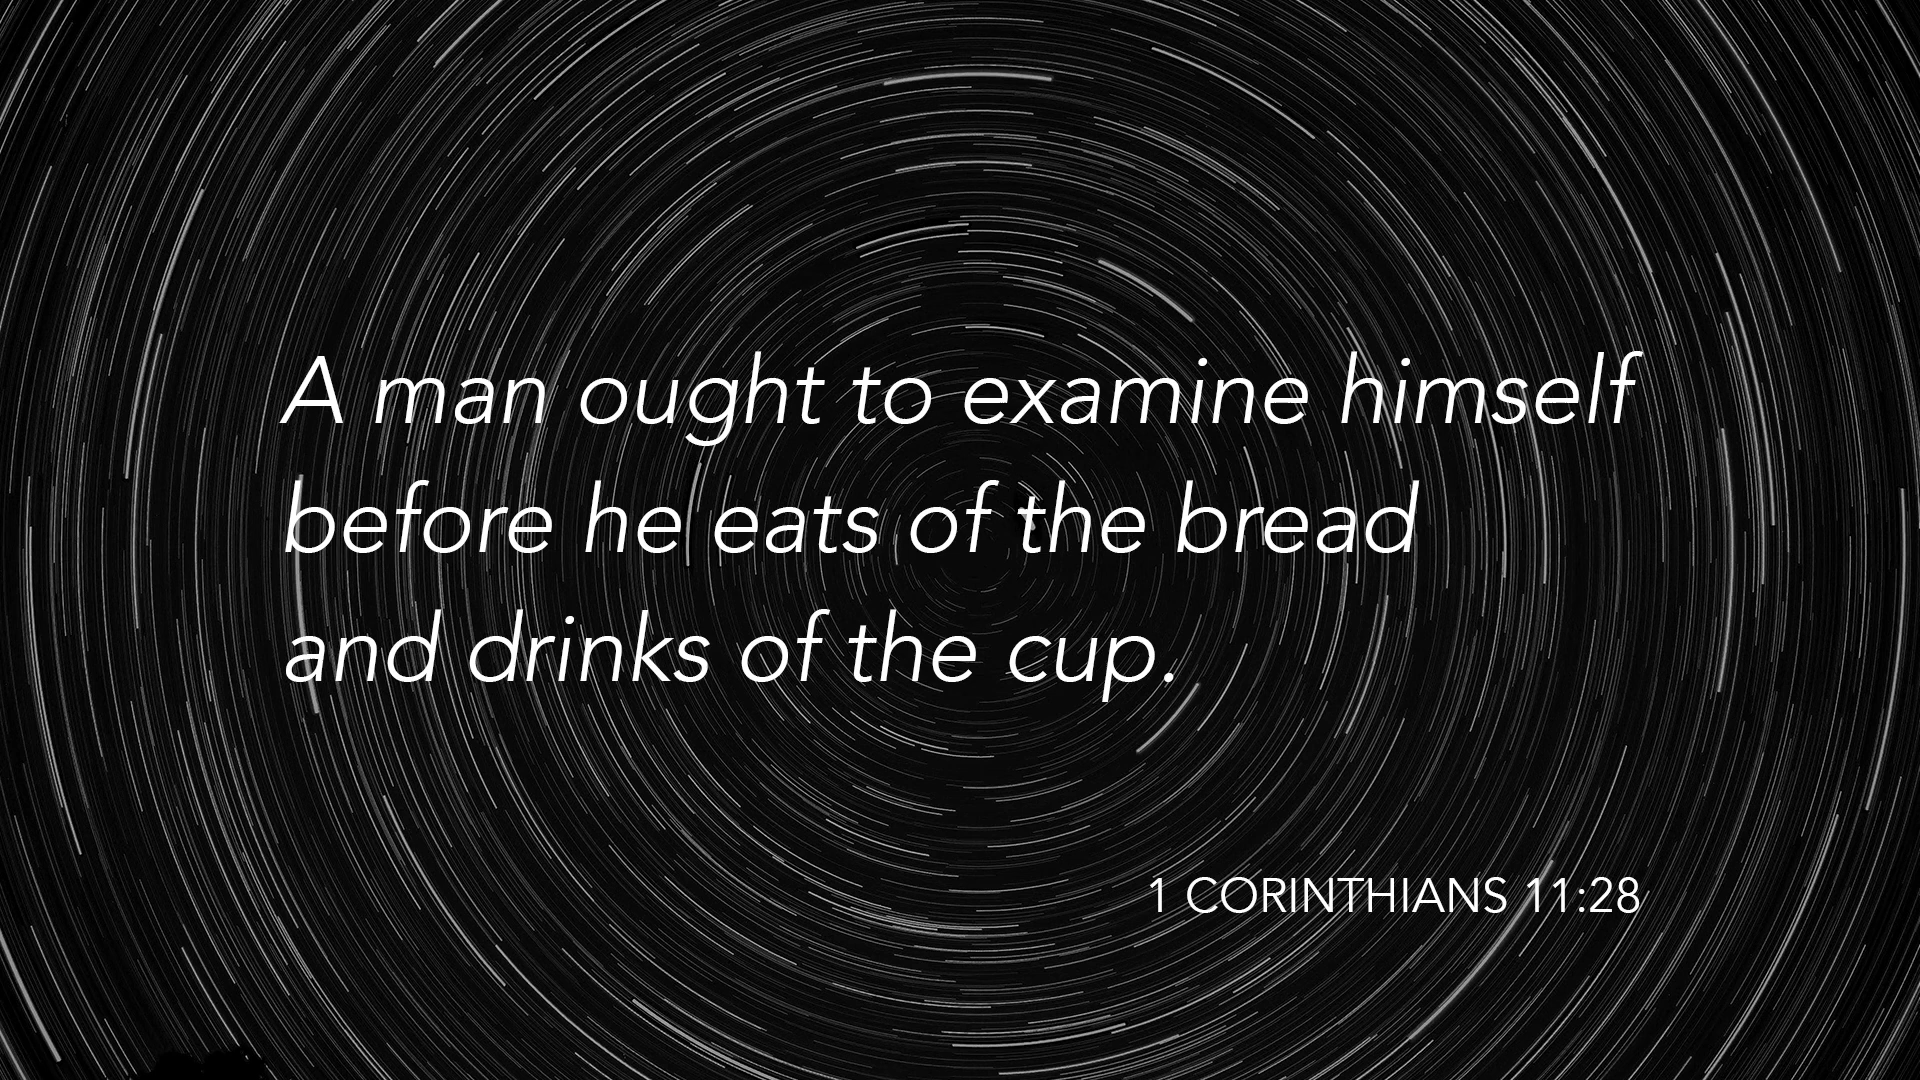 A man ought to examine himself
before he eats of the bread
and drinks of the cup.
1 CORINTHIANS 11:28